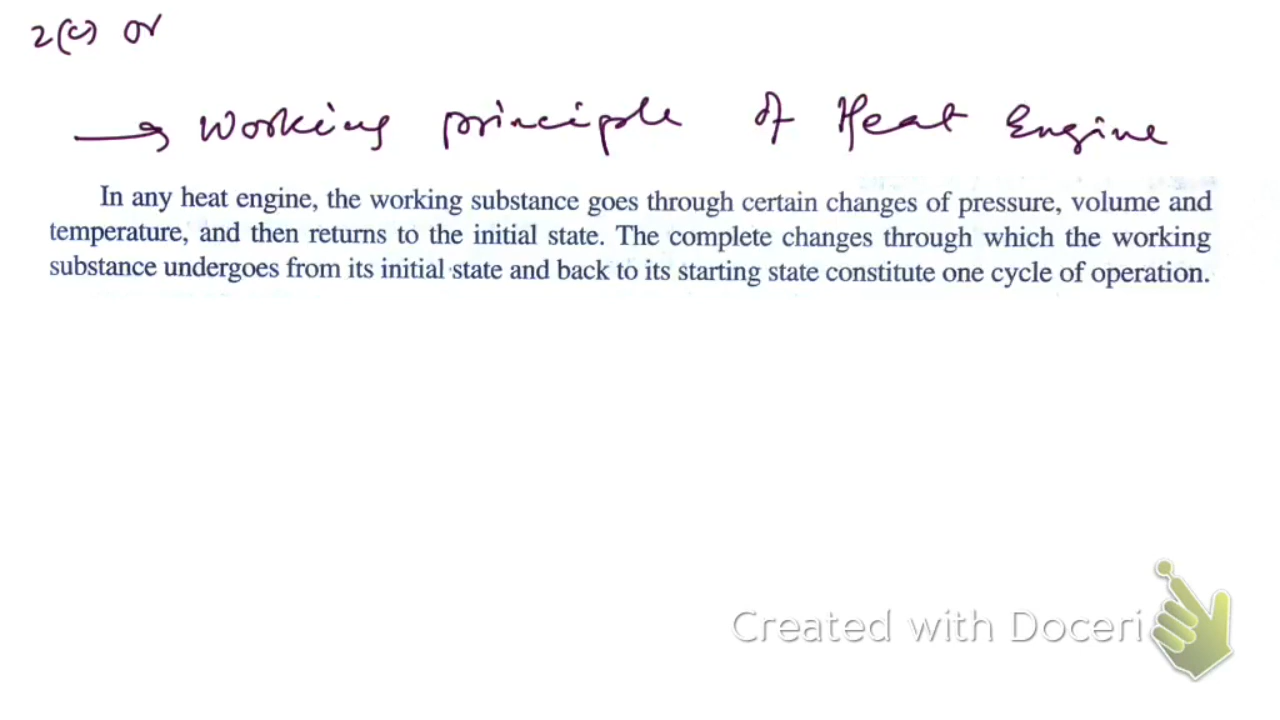 2(c) or
→ Working principle of Heat Engine
In any heat engine, the working substance goes through certain changes of pressure, volume and
temperature, and then returns to the initial state. The complete changes through which the working
substance undergoes from its initial state and back to its starting state constitute one cycle of operation.
Created with Doceri